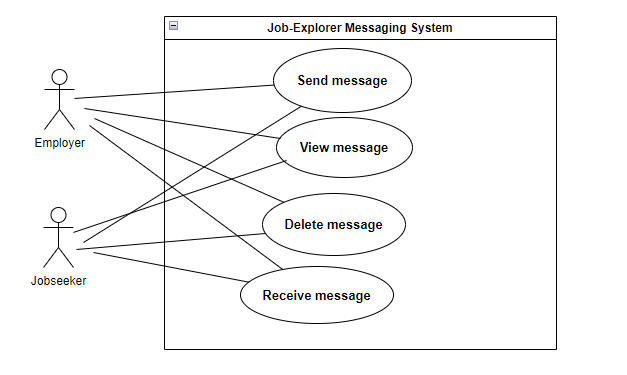 Job-Explorer Messaging System
Send message
Employer
View message
Delete message
Jobseeker
Receive message